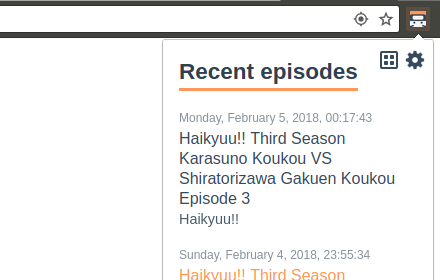 Recent episodes
Monday, February 5, 2018, 00:17:43
Haikyuu!! Third Season
Karasuno Koukou VS
Shiratorizawa Gakuen Koukou
Episode 3
Haikyuu!!
Sunday, February 4, 2018, 23:55:34
Haikyuu!! Third Season